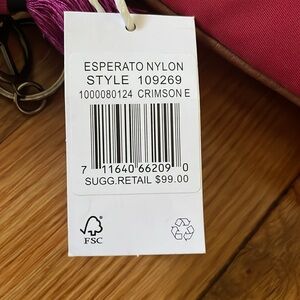 ESPERATO NYLON
STYLE 109269
1000080124 CRIMSON E
7 11640 66209 0
SUGG.RETAIL $99.00
FSC